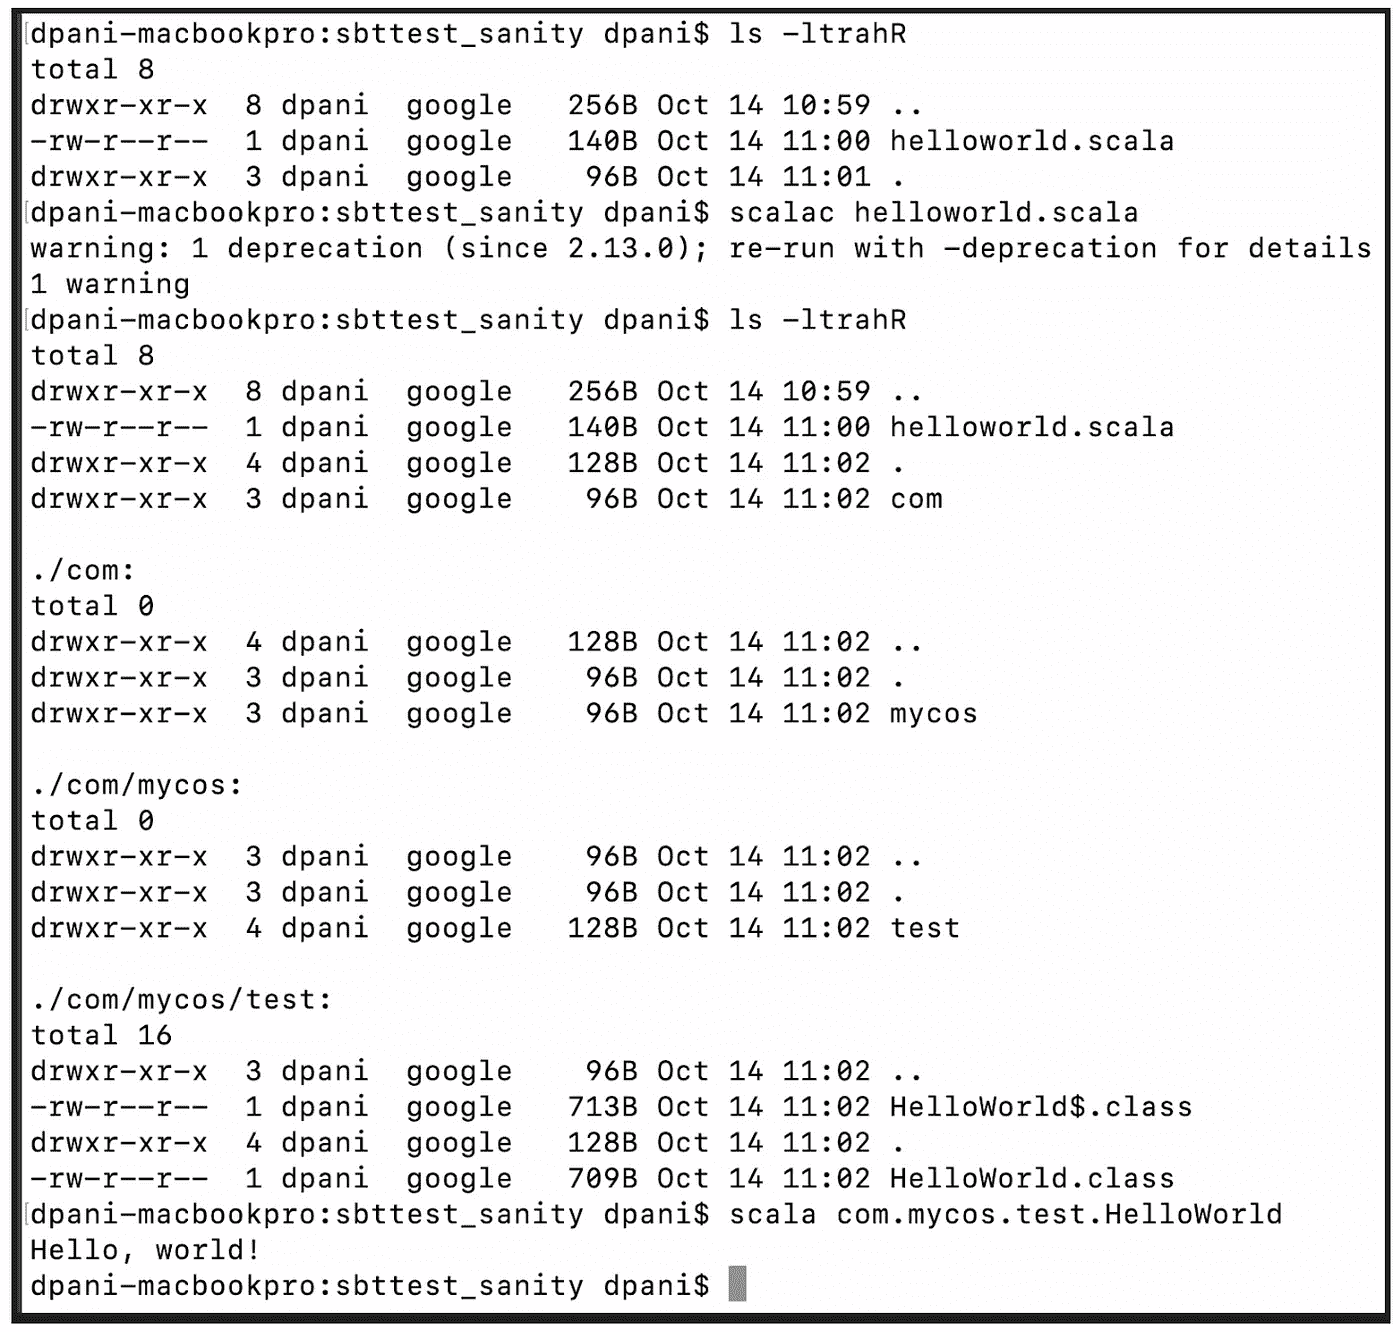 dpani-macbookpro:sbttest_sanity dpani$ ls -ltrahR
total 8
drwxr-xr-x  8 dpani  google   256B Oct 14 10:59 ..
-rw-r--r--  1 dpani  google   140B Oct 14 11:00 helloworld.scala
drwxr-xr-x  3 dpani  google    96B Oct 14 11:01 .
dpani-macbookpro:sbttest_sanity dpani$ scalac helloworld.scala
warning: 1 deprecation (since 2.13.0); re-run with -deprecation for details
1 warning
dpani-macbookpro:sbttest_sanity dpani$ ls -ltrahR
total 8
drwxr-xr-x  8 dpani  google   256B Oct 14 10:59 ..
-rw-r--r--  1 dpani  google   140B Oct 14 11:00 helloworld.scala
drwxr-xr-x  4 dpani  google   128B Oct 14 11:02 .
drwxr-xr-x  3 dpani  google    96B Oct 14 11:02 com

./com:
total 0
drwxr-xr-x  4 dpani  google   128B Oct 14 11:02 ..
drwxr-xr-x  3 dpani  google    96B Oct 14 11:02 .
drwxr-xr-x  3 dpani  google    96B Oct 14 11:02 mycos

./com/mycos:
total 0
drwxr-xr-x  3 dpani  google    96B Oct 14 11:02 ..
drwxr-xr-x  3 dpani  google    96B Oct 14 11:02 .
drwxr-xr-x  4 dpani  google   128B Oct 14 11:02 test

./com/mycos/test:
total 16
drwxr-xr-x  3 dpani  google    96B Oct 14 11:02 ..
-rw-r--r--  1 dpani  google   713B Oct 14 11:02 HelloWorld$.class
drwxr-xr-x  4 dpani  google   128B Oct 14 11:02 .
-rw-r--r--  1 dpani  google   709B Oct 14 11:02 HelloWorld.class
dpani-macbookpro:sbttest_sanity dpani$ scala com.mycos.test.HelloWorld
Hello, world!
dpani-macbookpro:sbttest_sanity dpani$